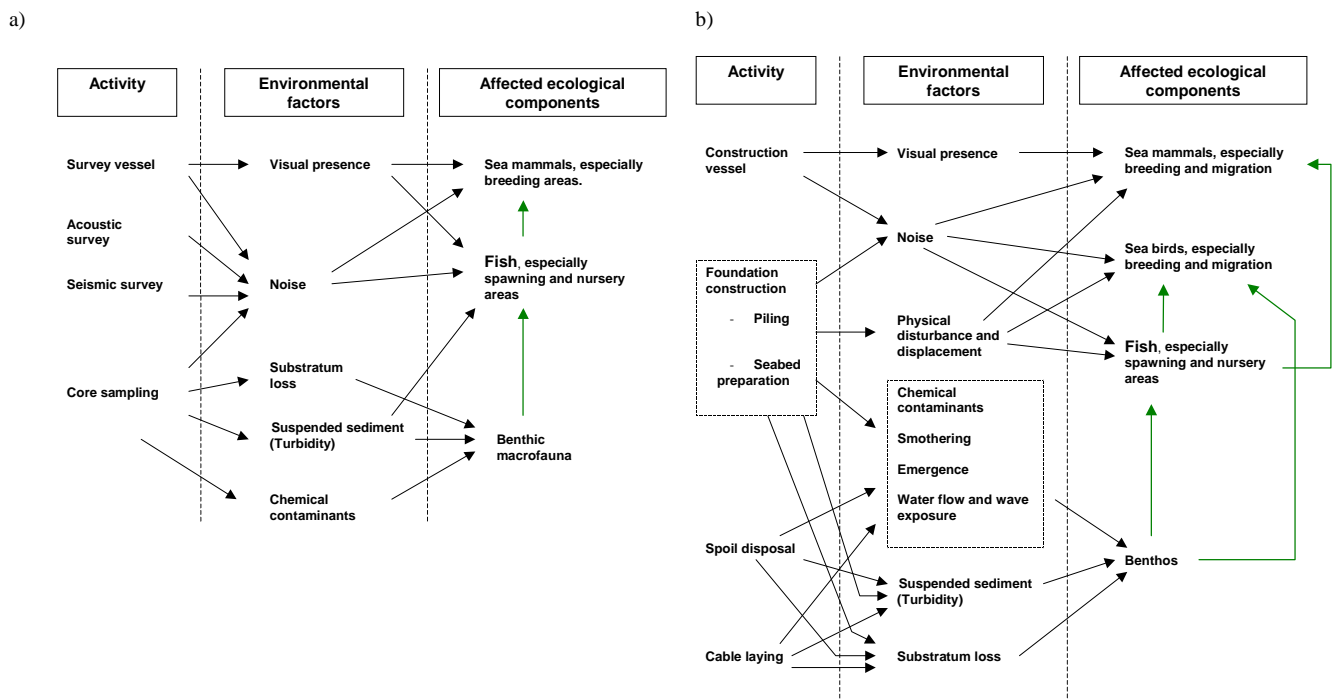 a)
Activity
Environmental
factors
Affected ecological
components
Survey vessel
Visual presence
Sea mammals, especially
breeding areas.
Acoustic
survey
Seismic survey
Noise
Fish, especially
spawning and nursery
areas
Core sampling
Substratum
loss
Suspended sediment
(Turbidity)
Chemical
contaminants
Benthic
macrofauna
b)
Activity
Environmental
factors
Affected ecological
components
Construction
vessel
Visual presence
Sea mammals, especially
breeding and migration
Noise
Sea birds, especially
breeding and migration
Foundation
construction
- Piling
- Seabed
preparation
Physical
disturbance and
displacement
Fish, especially
spawning and nursery
areas
Chemical
contaminants
Smothering
Emergence
Water flow and wave
exposure
Spoil disposal
Benthos
Suspended sediment
(Turbidity)
Cable laying
Substratum loss